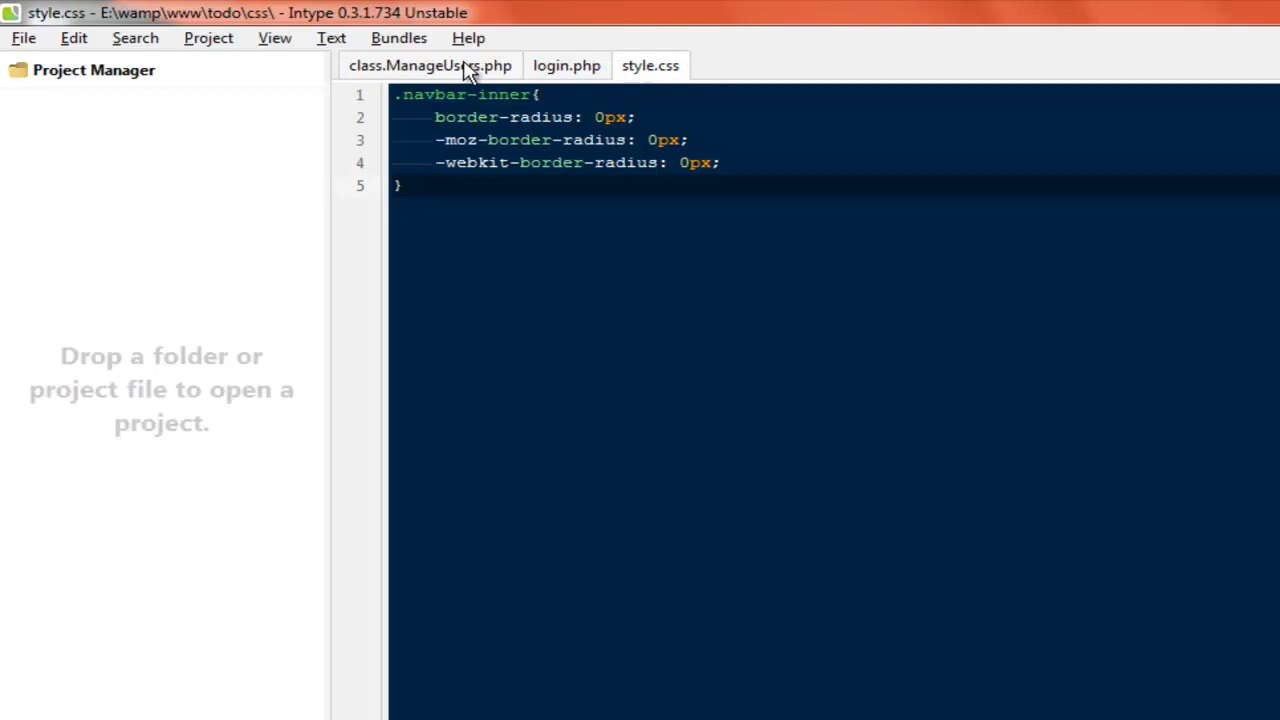 style.css - E:\wamp\www\todo\css\ - Intype 0.3.1.734 Unstable
File Edit Search Project View Text Bundles Help
Project Manager
class.ManageUsers.php login.php style.css
1 .navbar-inner{
2 border-radius: 0px;
3 -moz-border-radius: 0px;
4 -webkit-border-radius: 0px;
5 }
Drop a folder or
project file to open a
project.